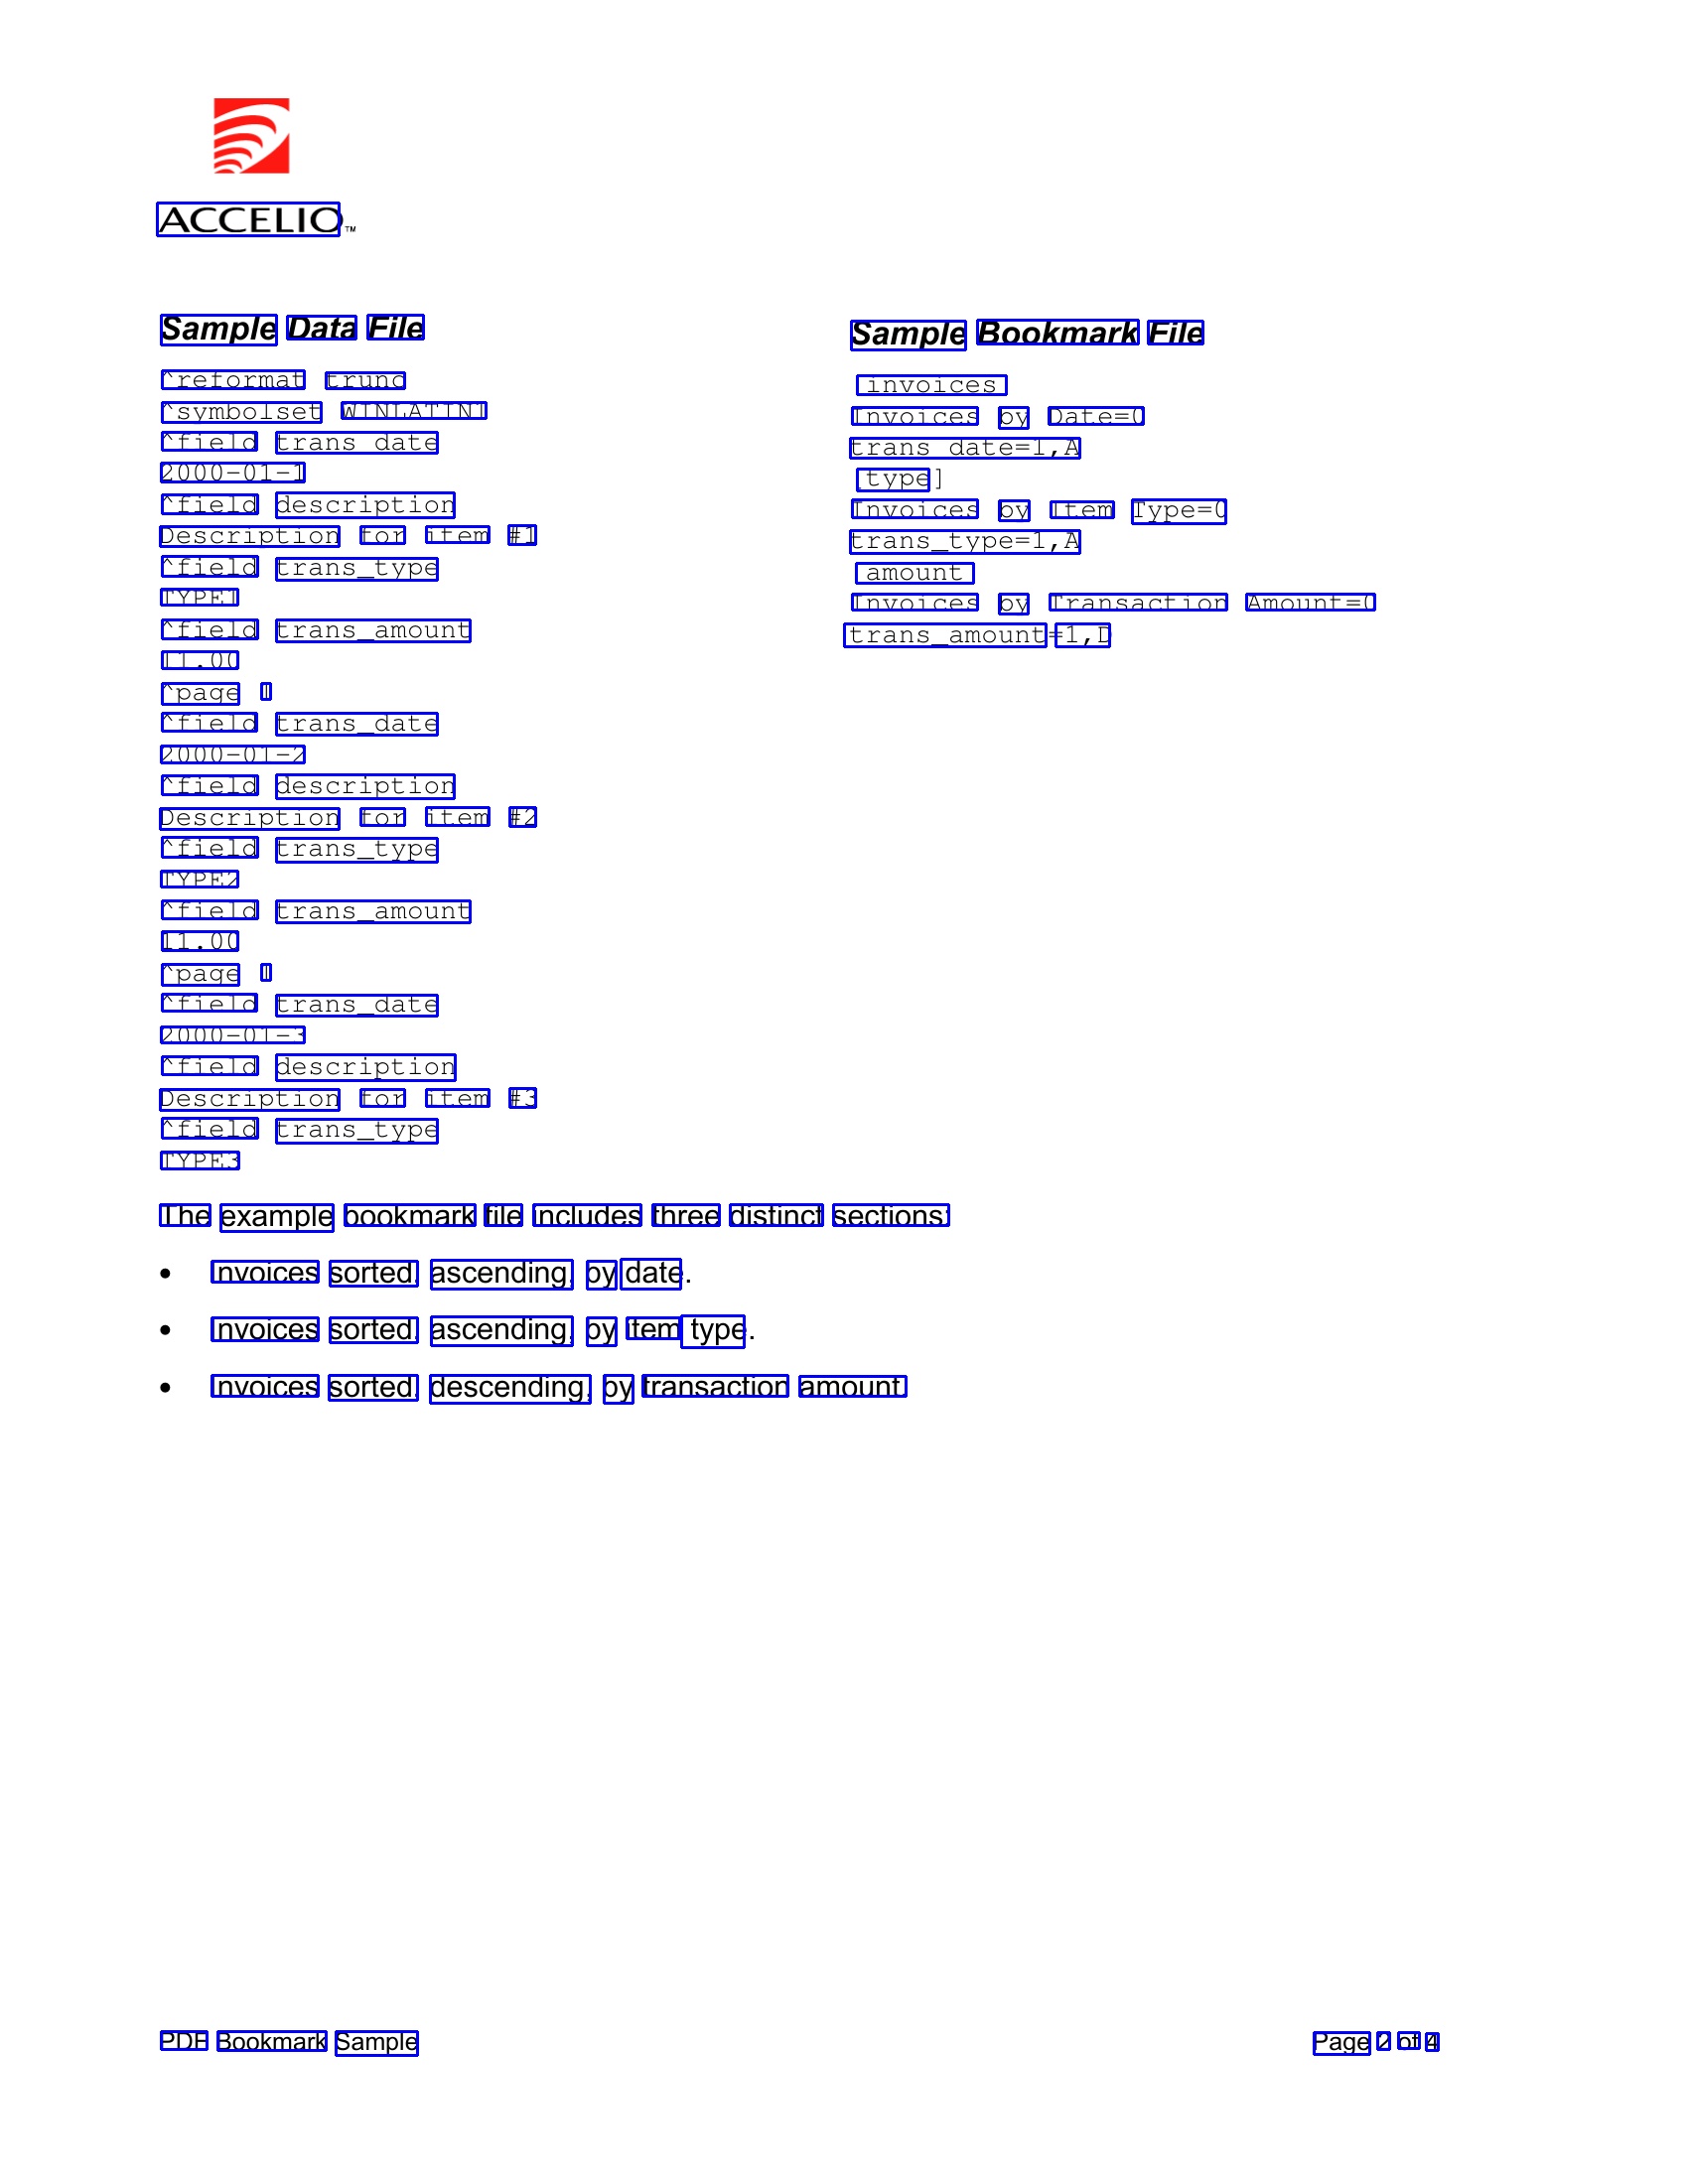 ACCELIO™
Sample Data File
^reformat trunc
^symbolset WINLATIN1
^field trans_date
2000-01-1
^field description
Description for item #1
^field trans_type
TYPE1
^field trans_amount
11.00
^page 1
^field trans_date
2000-01-2
^field description
Description for item #2
^field trans_type
TYPE2
^field trans_amount
11.00
^page 1
^field trans_date
2000-01-3
^field description
Description for item #3
^field trans_type
TYPE3
Sample Bookmark File
[invoices]
Invoices by Date=0
trans_date=1,A
[type]
Invoices by Item Type=0
trans_type=1,A
[amount]
Invoices by Transaction Amount=0
trans_amount=1,D
The example bookmark file includes three distinct sections:
• Invoices sorted, ascending, by date.
• Invoices sorted, ascending, by item type.
• Invoices sorted, descending, by transaction amount.
PDF Bookmark Sample
Page 2 of 4